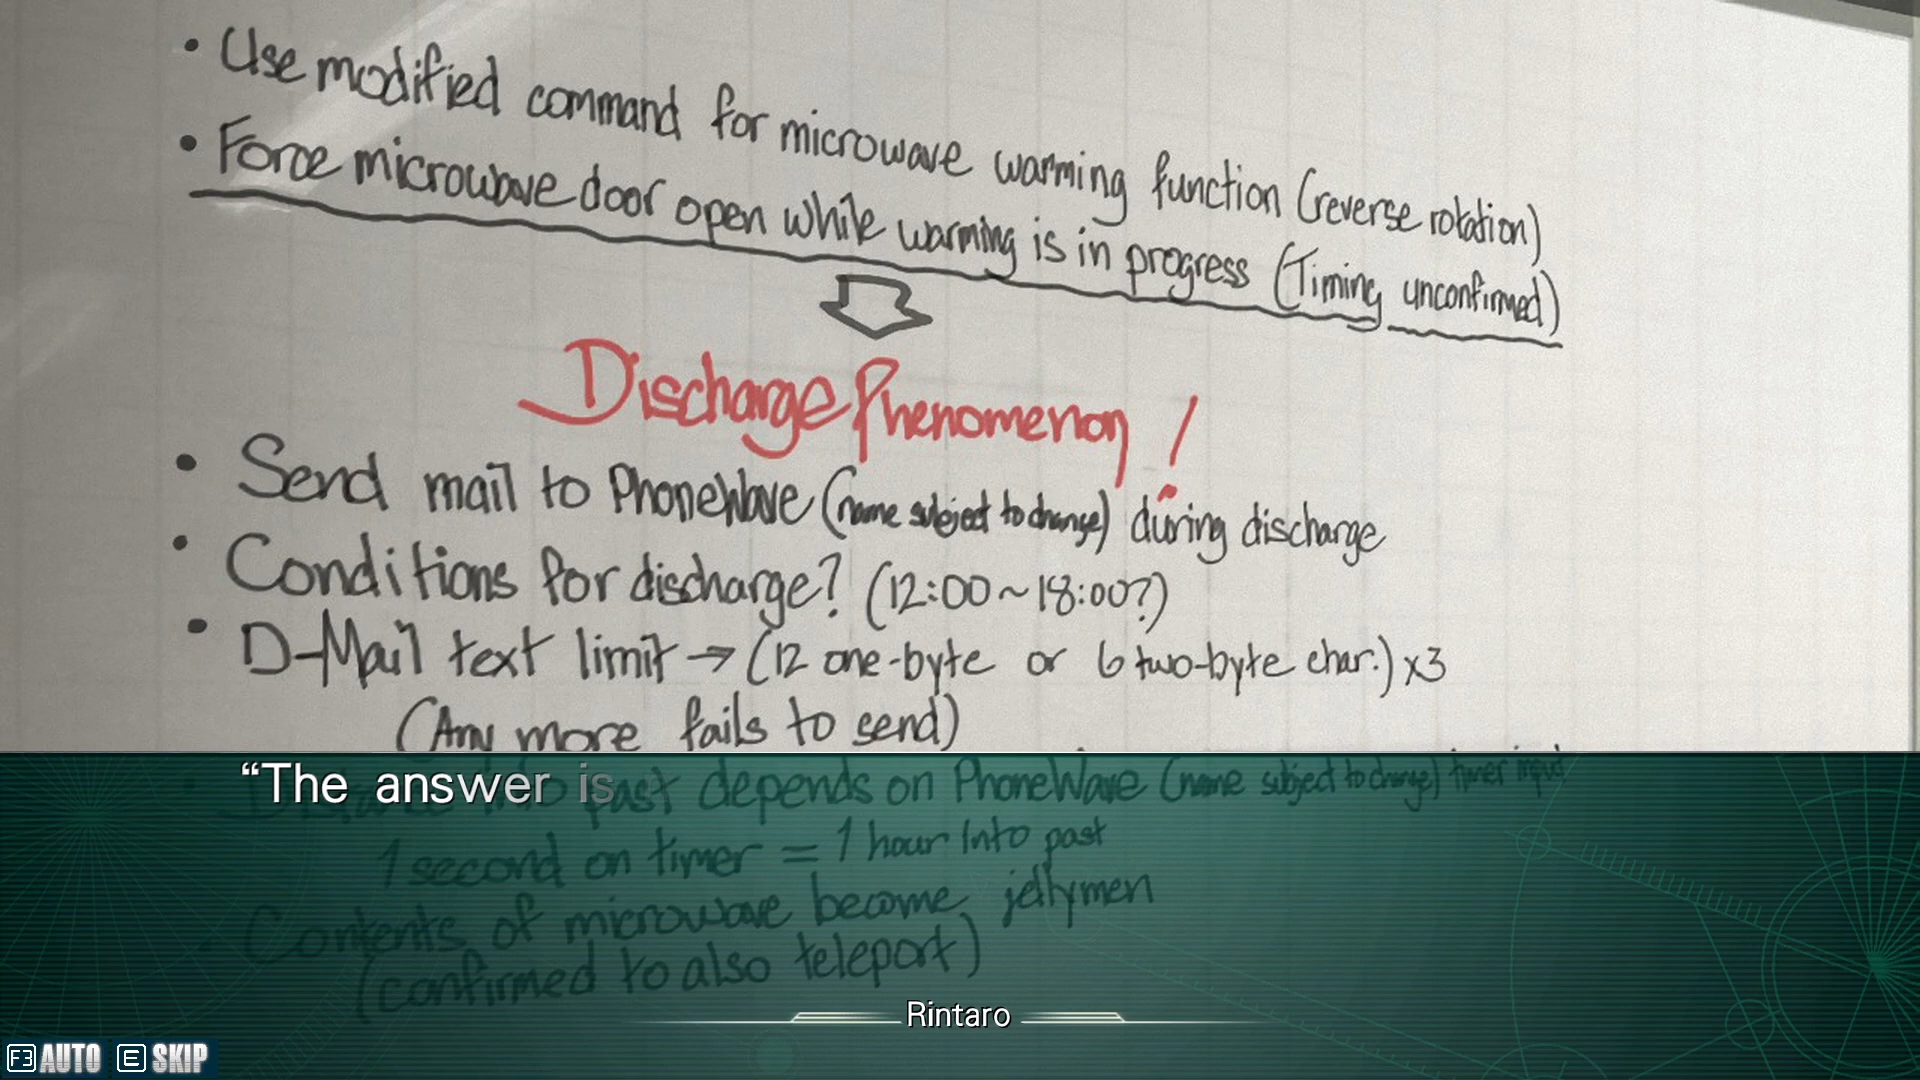 • Use modified command for microwave warming function (reverse rotation)
• Force microwave door open while warming is in progress (Timing unconfirmed)
Discharge Phenomenon!
• Send mail to PhoneWave (name subject to change) during discharge
• Conditions for discharge? (12:00~18:00?)
• D-Mail text limit → (12 one-byte or 6 two-byte char.) x3
(Any more fails to send)
“The answer is
into past depends on PhoneWave (name subject to change) timer input
1 second on timer = 1 hour into past
• Contents of microwave become jellymen
(confirmed to also teleport)
Rintaro
F3 AUTO E SKIP